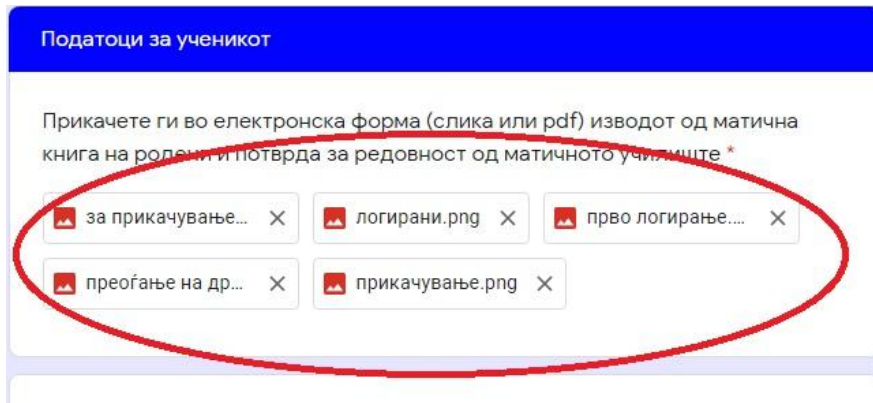 Податоци за ученикот
Прикачете ги во електронска форма (слика или pdf) изводот од матична
книга на родени и потврда за редовност од матичното училиште *
за прикачување... логирани.png прво логирање....
преоѓање на др... прикачување.png